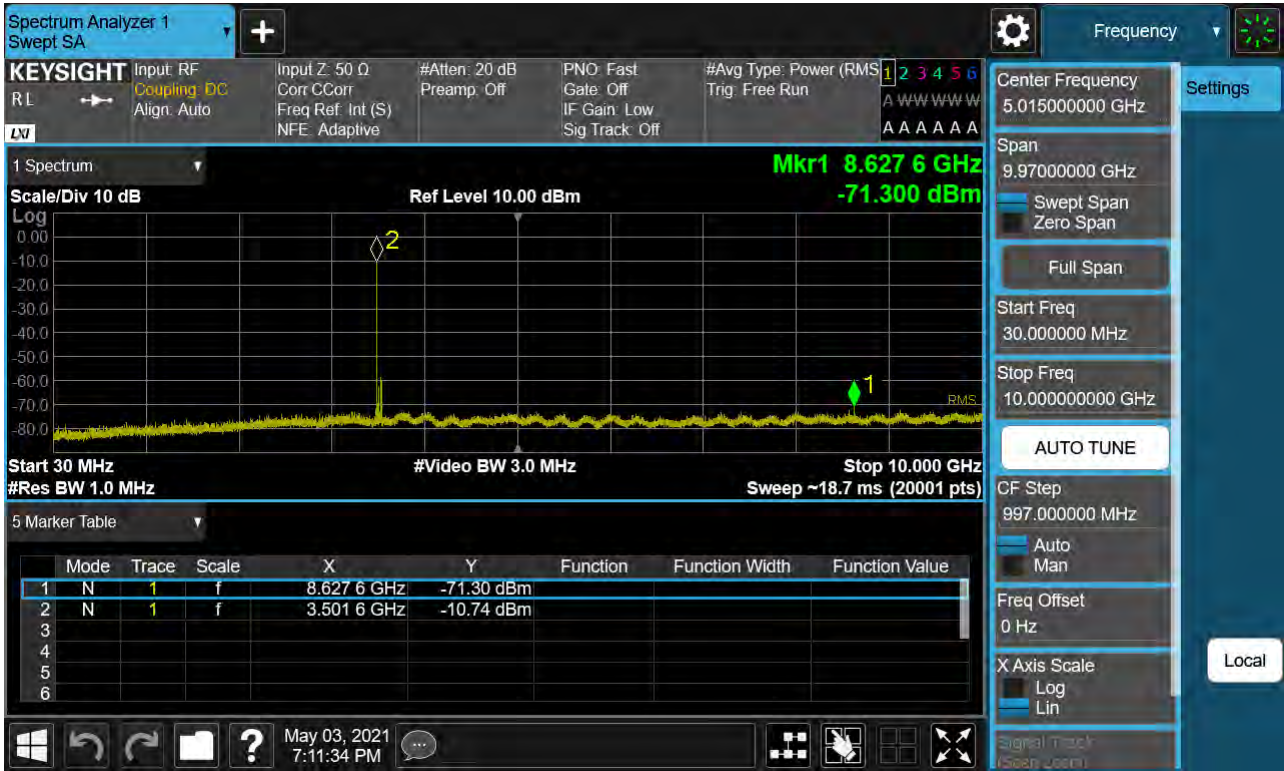 Spectrum Analyzer 1
Swept SA
+
Frequency
KEYSIGHT
RL
LXI
Input: RF
Coupling: DC
Align: Auto
Input Z: 50 Ω
Corr CCorr
Freq Ref: Int (S)
NFE: Adaptive
#Atten: 20 dB
Preamp: Off
PNO: Fast
Gate: Off
IF Gain: Low
Sig Track: Off
#Avg Type: Power (RMS
Trig: Free Run
1 2 3 4 5 6
A W W W W W
A A A A A A
1 Spectrum
Scale/Div 10 dB
Ref Level 10.00 dBm
Mkr1 8.627 6 GHz
-71.300 dBm
Log
0.00
-10.0
-20.0
-30.0
-40.0
-50.0
-60.0
-70.0
-80.0
2
1
RMS
Start 30 MHz
#Video BW 3.0 MHz
Stop 10.000 GHz
#Res BW 1.0 MHz
Sweep ~18.7 ms (20001 pts)
5 Marker Table
Mode Trace Scale X Y Function Function Width Function Value
1 N 1 f 8.627 6 GHz -71.30 dBm
2 N 1 f 3.501 6 GHz -10.74 dBm
3
4
5
6
?
May 03, 2021
7:11:34 PM
Center Frequency
5.015000000 GHz
Span
9.97000000 GHz
Swept Span
Zero Span
Full Span
Start Freq
30.000000 MHz
Stop Freq
10.000000000 GHz
AUTO TUNE
CF Step
997.000000 MHz
Auto
Man
Freq Offset
0 Hz
X Axis Scale
Log
Lin
Signal Track
(Span Zoom)
Settings
Local